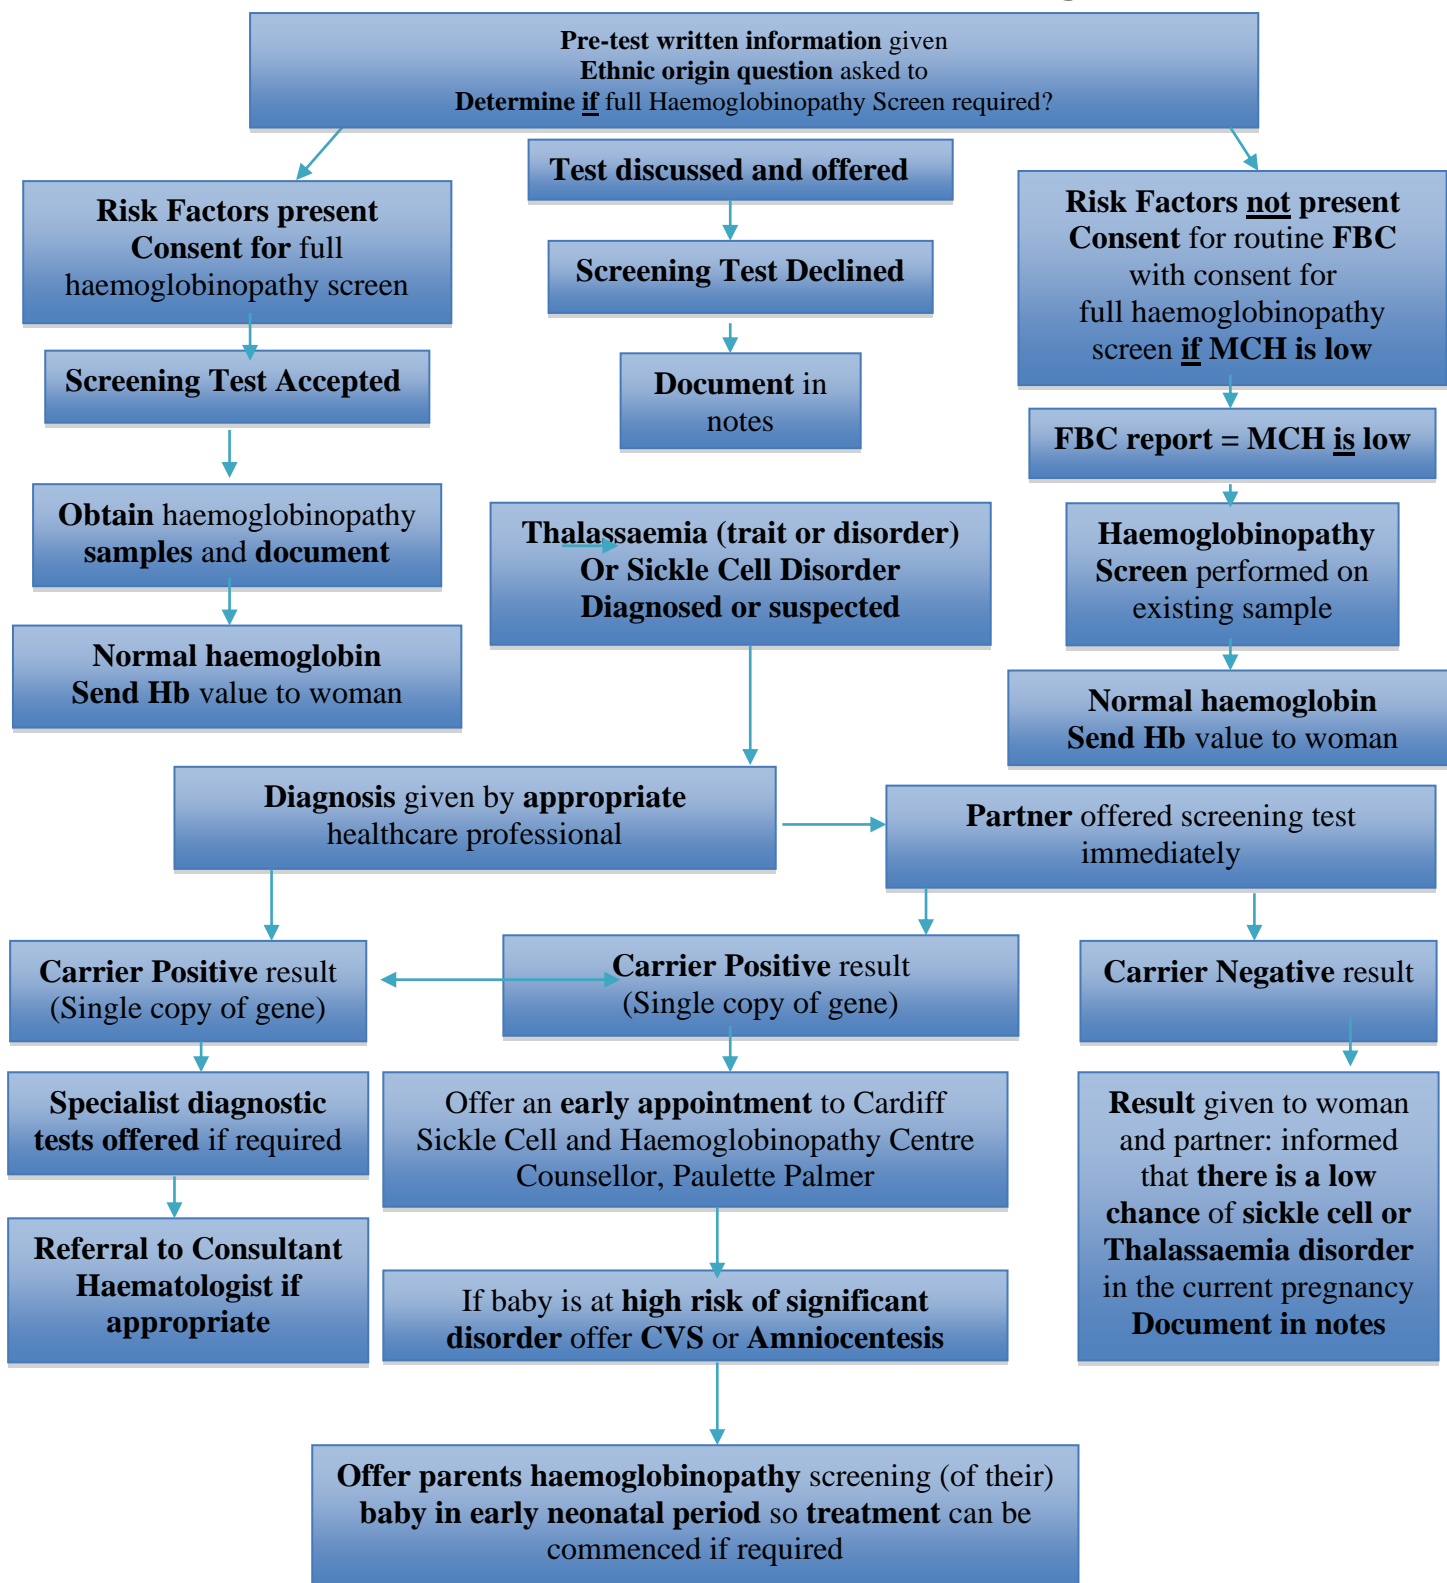 Pre-test written information given
Ethnic origin question asked to
Determine if full Haemoglobinopathy Screen required?
Test discussed and offered
Risk Factors present
Consent for full
haemoglobinopathy screen
Risk Factors not present
Consent for routine FBC
with consent for
full haemoglobinopathy
screen if MCH is low
Screening Test Declined
Screening Test Accepted
Document in
notes
FBC report = MCH is low
Obtain haemoglobinopathy
samples and document
Thalassaemia (trait or disorder)
Or Sickle Cell Disorder
Diagnosed or suspected
Haemoglobinopathy
Screen performed on
existing sample
Normal haemoglobin
Send Hb value to woman
Normal haemoglobin
Send Hb value to woman
Diagnosis given by appropriate
healthcare professional
Partner offered screening test
immediately
Carrier Positive result
(Single copy of gene)
Carrier Positive result
(Single copy of gene)
Carrier Negative result
Specialist diagnostic
tests offered if required
Offer an early appointment to Cardiff
Sickle Cell and Haemoglobinopathy Centre
Counsellor, Paulette Palmer
Result given to woman
and partner: informed
that there is a low
chance of sickle cell or
Thalassaemia disorder
in the current pregnancy
Document in notes
Referral to Consultant
Haematologist if
appropriate
If baby is at high risk of significant
disorder offer CVS or Amniocentesis
Offer parents haemoglobinopathy screening (of their)
baby in early neonatal period so treatment can be
commenced if required